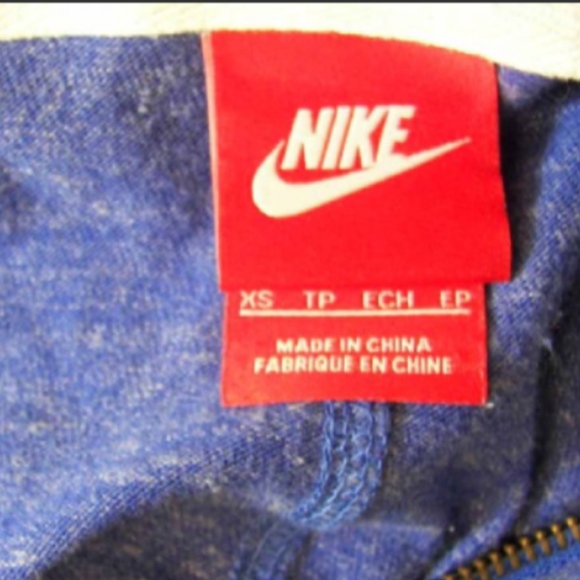 NIKE
XS TP ECH EP
MADE IN CHINA
FABRIQUE EN CHINE